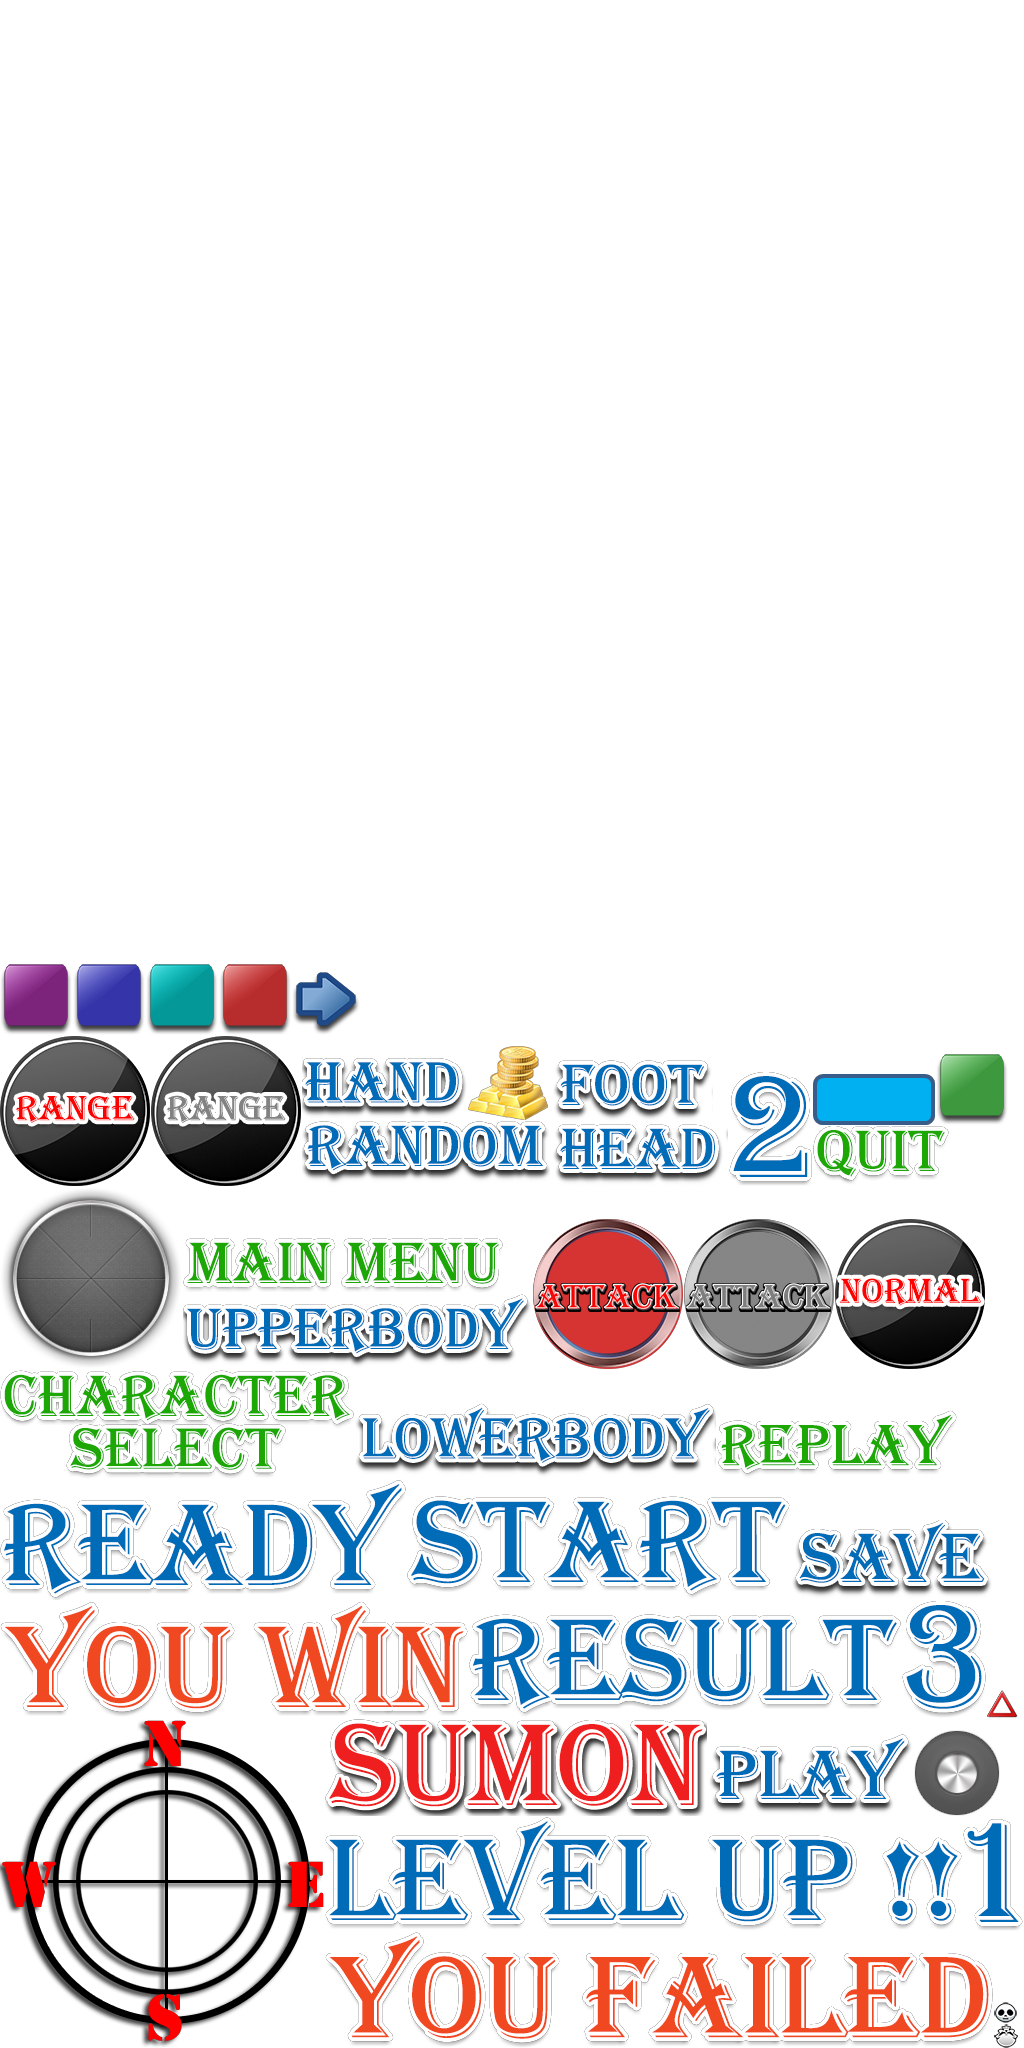 RANGE
RANGE
HAND
FOOT
RANDOM
HEAD
2
QUIT
MAIN MENU
UPPERBODY
ATTACK
ATTACK
NORMAL
CHARACTER
SELECT
LOWERBODY
REPLAY
READY
START
SAVE
YOU WIN
RESULT
3
N
W
E
S
SUMON
PLAY
LEVEL UP !!
1
YOU FAILED